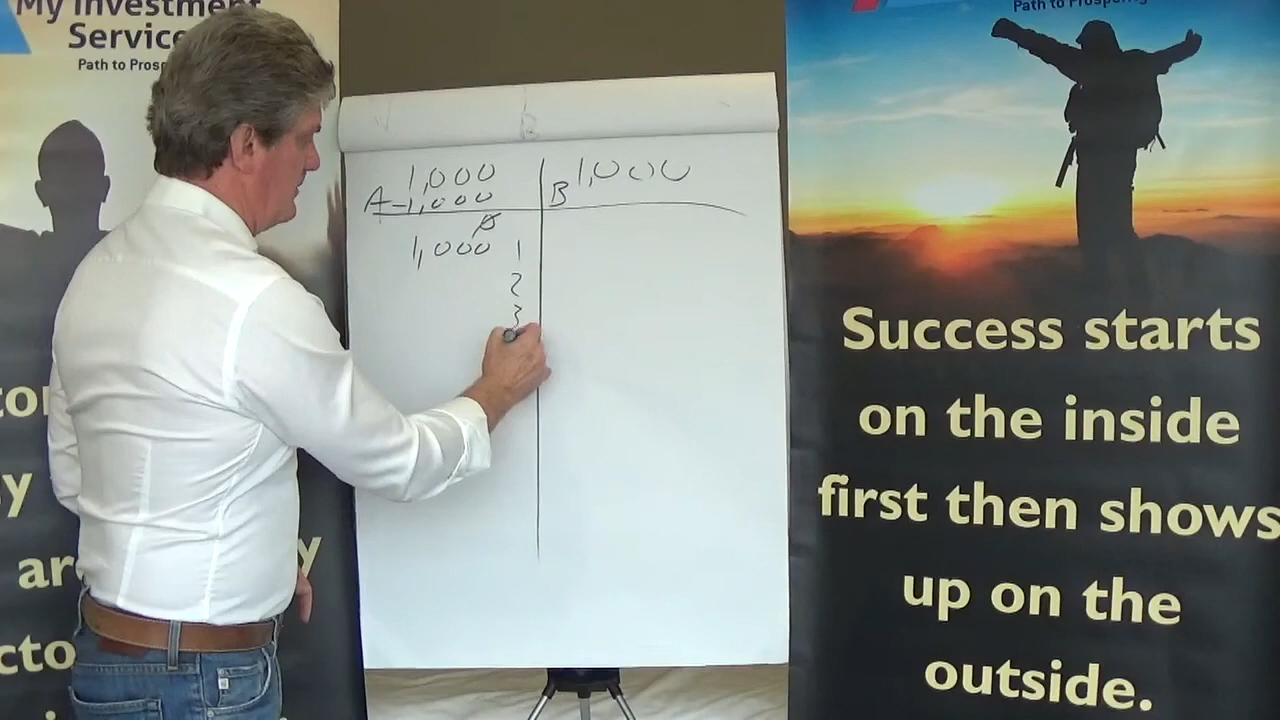 My Investment
Service
Path to Prosp
1,000
A -1,000
0
1,000 1
2
3
1,000
B
Path to Prosperity
Success starts
on the inside
first then shows
up on the
outside.